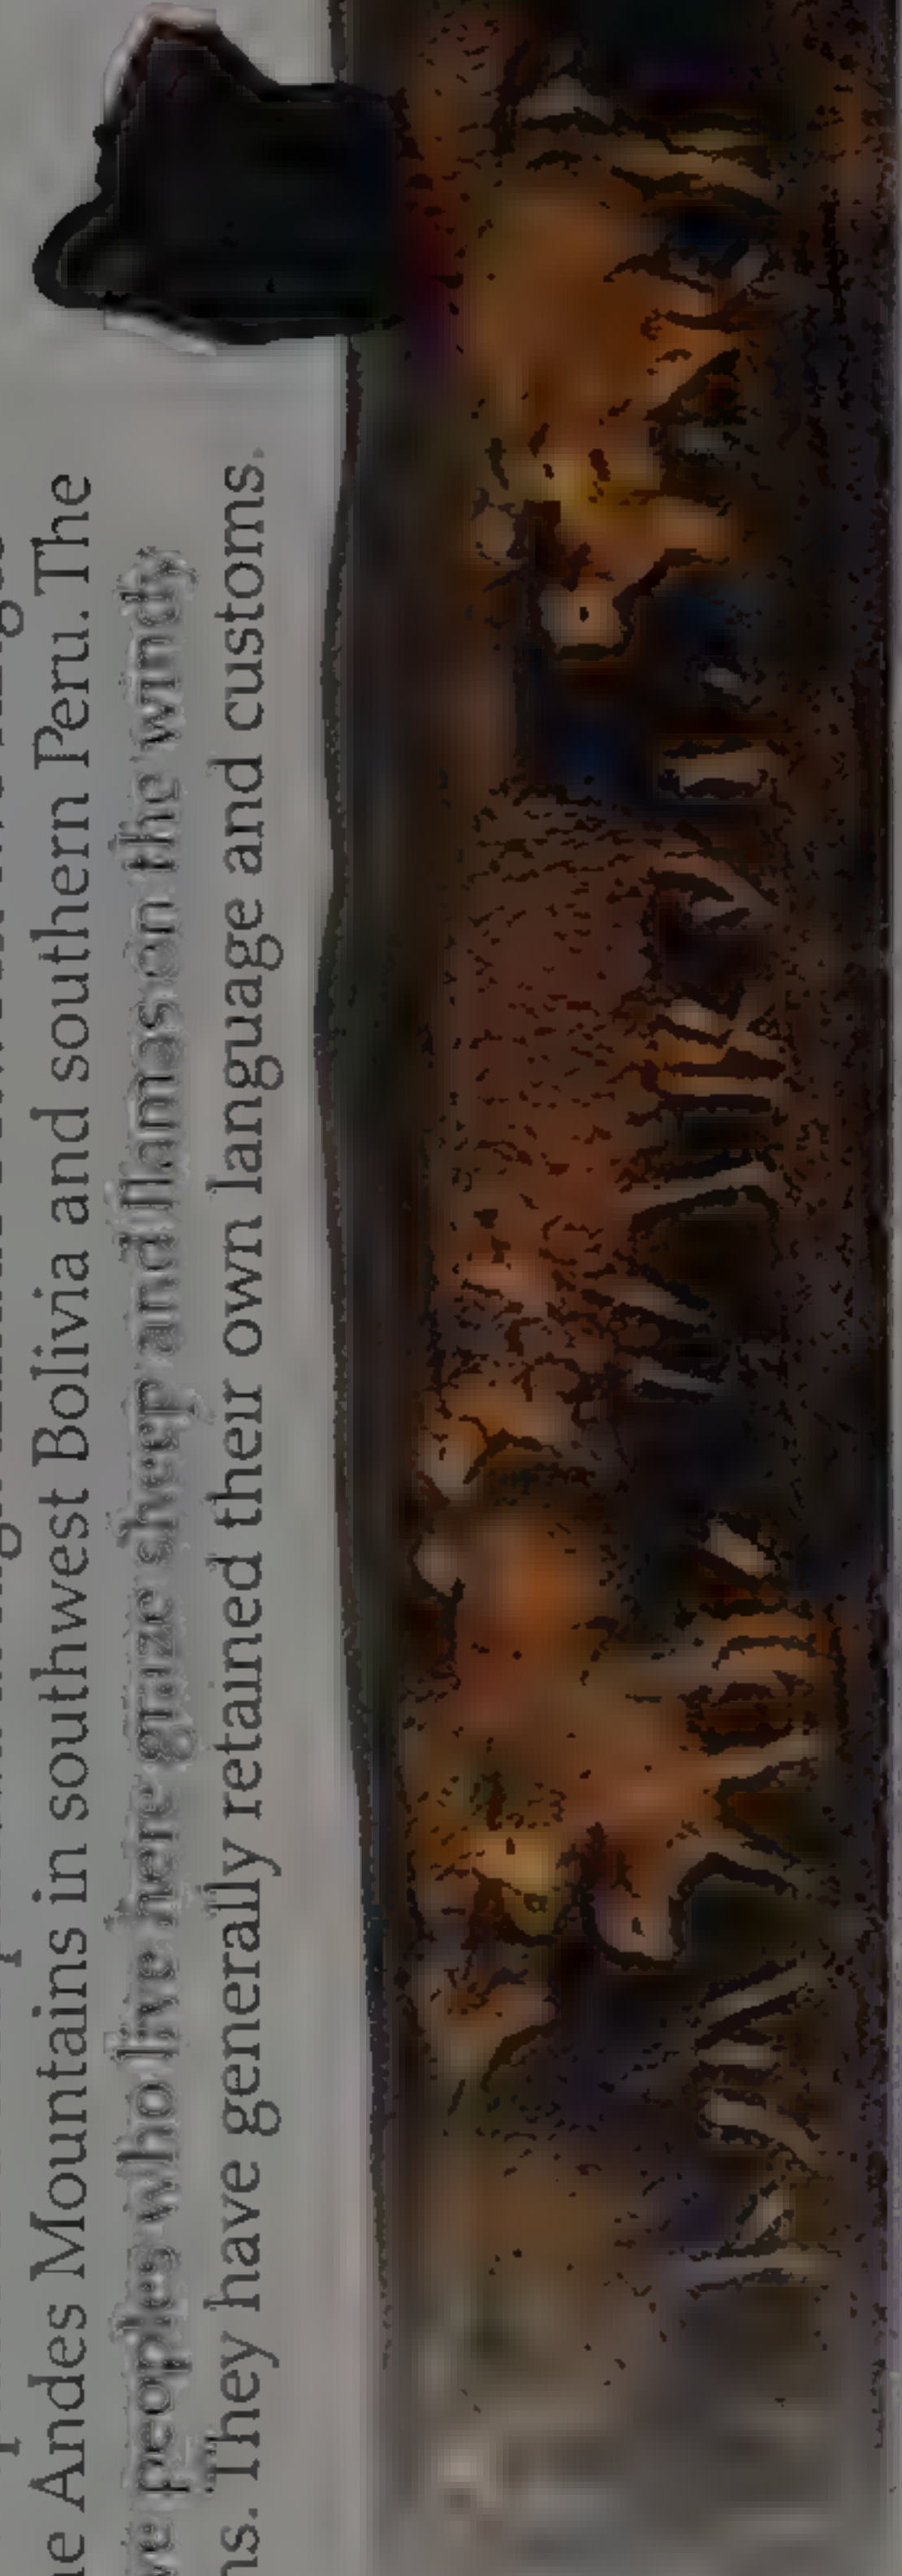 Andes Mountains in southwest Bolivia and southern Peru. The
peoples who live here graze sheep and llamas on the windy
They have generally retained their own language and customs.